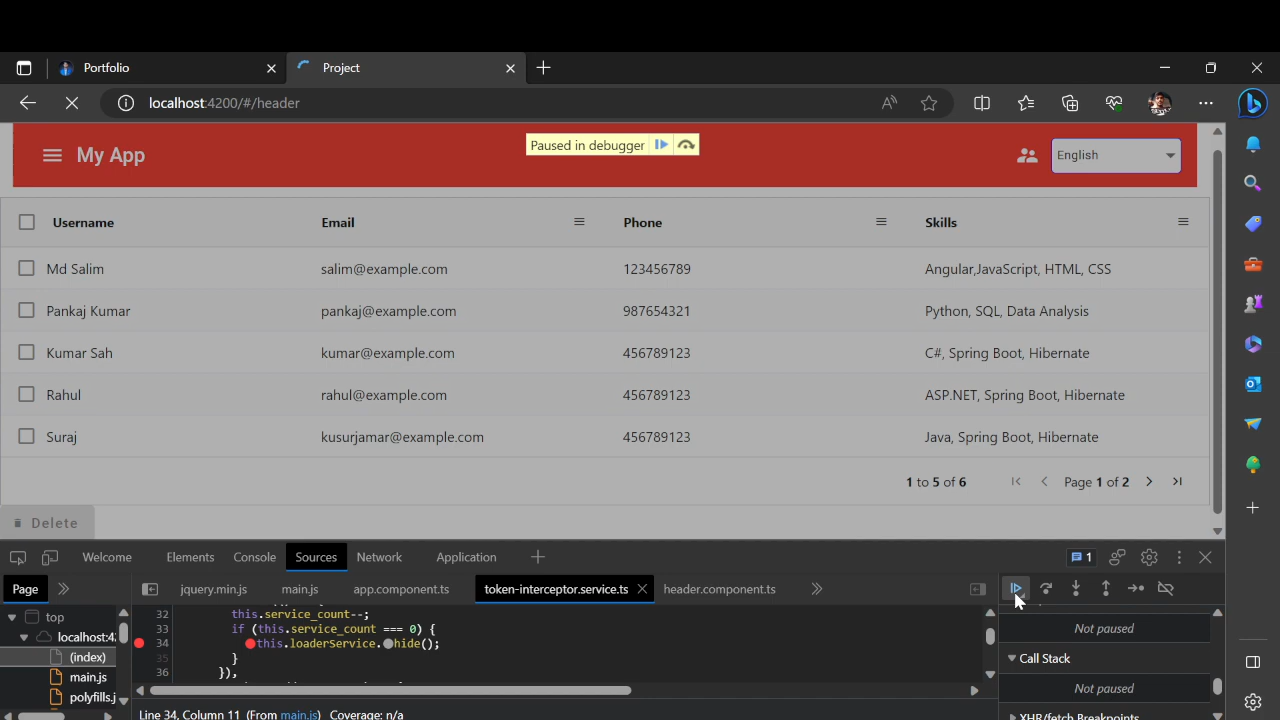 Portfolio
Project
localhost:4200/#/header
My App
Paused in debugger
English
Username Email Phone Skills
Md Salim salim@example.com 123456789 Angular,JavaScript, HTML, CSS
Pankaj Kumar pankaj@example.com 987654321 Python, SQL, Data Analysis
Kumar Sah kumar@example.com 456789123 C#, Spring Boot, Hibernate
Rahul rahul@example.com 456789123 ASP.NET, Spring Boot, Hibernate
Suraj kusurjamar@example.com 456789123 Java, Spring Boot, Hibernate
1 to 5 of 6 Page 1 of 2
Delete
Welcome Elements Console Sources Network Application 1
Page jquery.min.js main.js app.component.ts token-interceptor.service.ts header.component.ts
top
localhost:4
(index)
main.js
polyfills.j
32 this.service_count--;
33 if (this.service_count === 0) {
34 this.loaderService.hide();
35 }
36 }),
Line 34, Column 11 (From main.js) Coverage: n/a
Not paused
Call Stack
Not paused
XHR/fetch Breakpoints